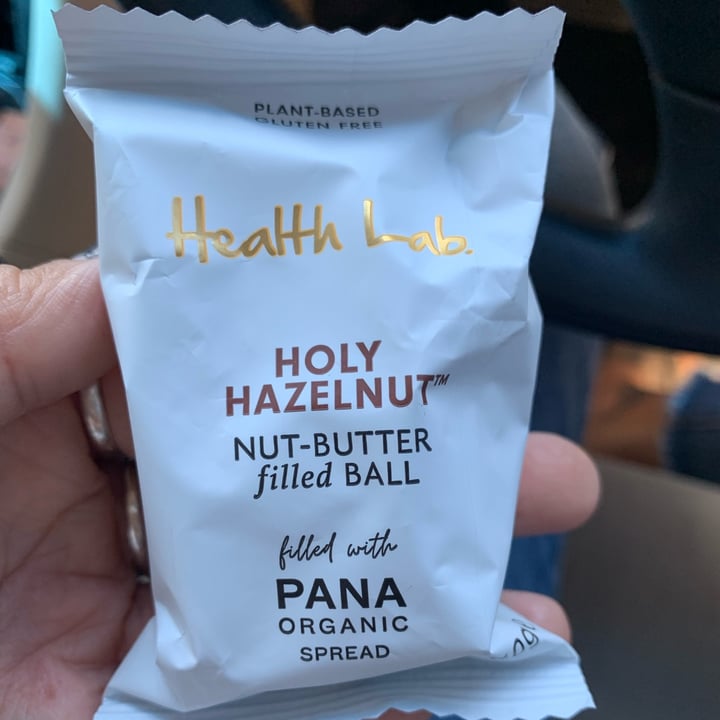 PLANT-BASED
GLUTEN FREE
Health Lab.
HOLY
HAZELNUT™
NUT-BUTTER
filled BALL
filled with
PANA
ORGANIC
SPREAD